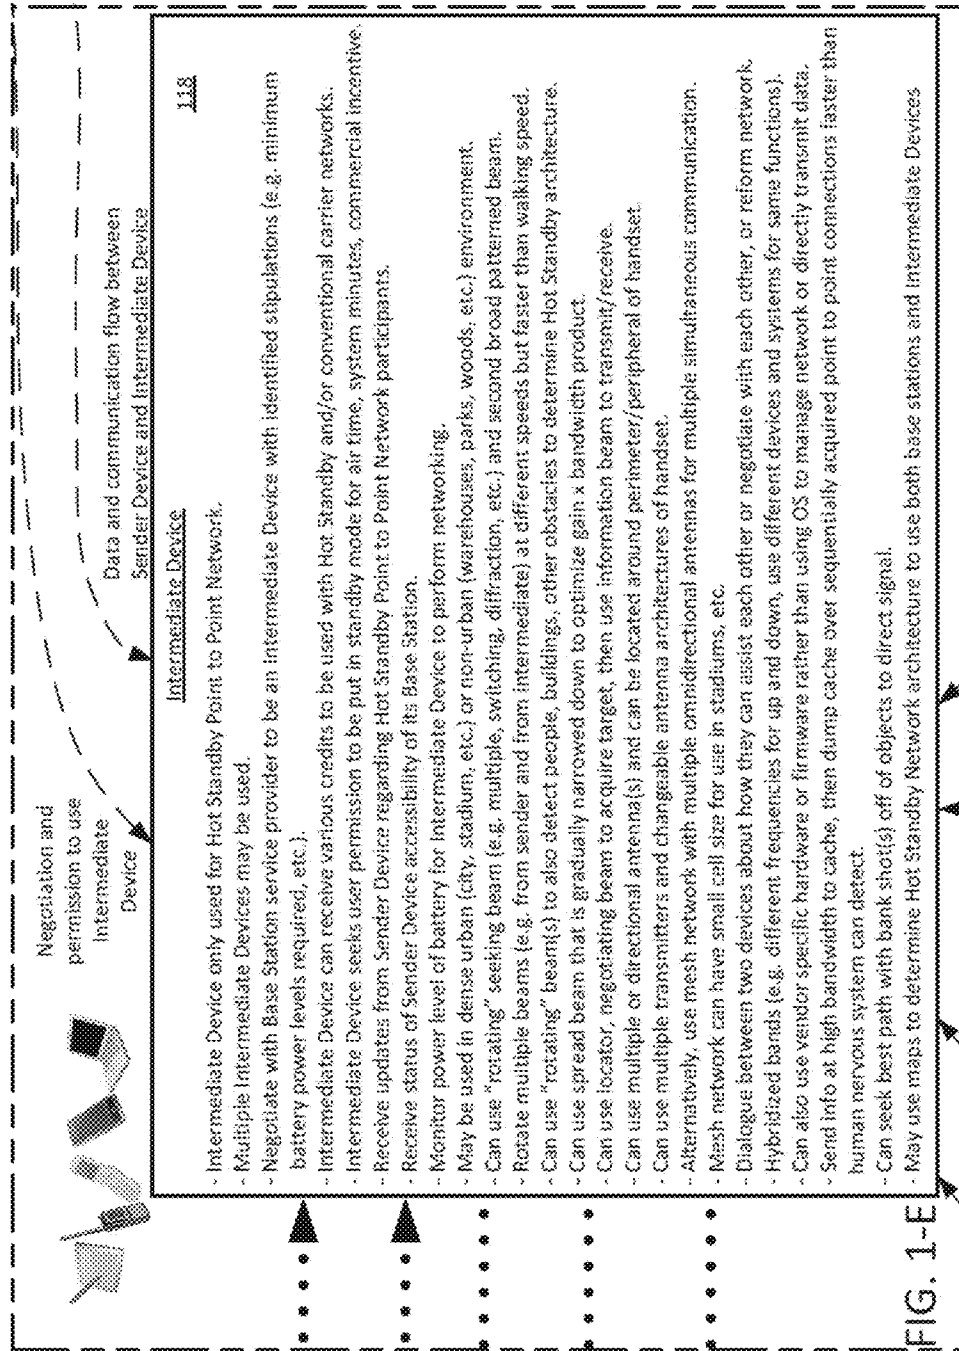 Negotiation and
permission to use
Intermediate
Device
Data and communication flow between
Sender Device and Intermediate Device
Intermediate Device
118
- Intermediate Device only used for Hot Standby Point to Point Network.
- Multiple Intermediate Devices may be used.
- Negotiate with Base Station service provider to be an Intermediate Device with identified stipulations (e.g. minimum
battery power levels required, etc.).
- Intermediate Device can receive various credits to be used with Hot Standby and/or conventional carrier networks.
- Intermediate Device seeks user permission to be put in standby mode for air time, system minutes, commercial incentive.
- Receive updates from Sender Device regarding Hot Standby Point to Point Network participants.
- Receive status of Sender Device accessibility of its Base Station.
- Monitor power level of battery for Intermediate Device to perform networking.
- May be used in dense urban (city, stadium, etc.) or non-urban (warehouses, parks, woods, etc.) environment.
- Can use "rotating" seeking beam (e.g. multiple, switching, diffraction, etc.) and second broad patterned beam.
- Rotate multiple beams (e.g. from sender and from intermediate) at different speeds but faster than walking speed.
- Can use "rotating" beam(s) to also detect people, buildings, other obstacles to determine Hot Standby architecture.
- Can use spread beam that is gradually narrowed down to optimize gain x bandwidth product.
- Can use locator, negotiating beam to acquire target, then use information beam to transmit/receive.
- Can use multiple or directional antenna(s) and can be located around perimeter/peripheral of handset.
- Can use multiple transmitters and changeable antenna architectures of handset.
- Alternatively, use mesh network with multiple omnidirectional antennas for multiple simultaneous communication.
- Mesh network can have small cell size for use in stadiums, etc.
- Dialogue between two devices about how they can assist each other or negotiate with each other, or reform network.
- Hybridized bands (e.g. different frequencies for up and down, use different devices and systems for same functions).
- Can also use vendor specific hardware or firmware rather than using OS to manage network or directly transmit data.
- Send info at high bandwidth to cache, then dump cache over sequentially acquired point to point connections faster than
human nervous system can detect.
- Can seek best path with bank shot(s) off of objects to direct signal.
- May use maps to determine Hot Standby Network architecture to use both base stations and Intermediate Devices
FIG. 1-E